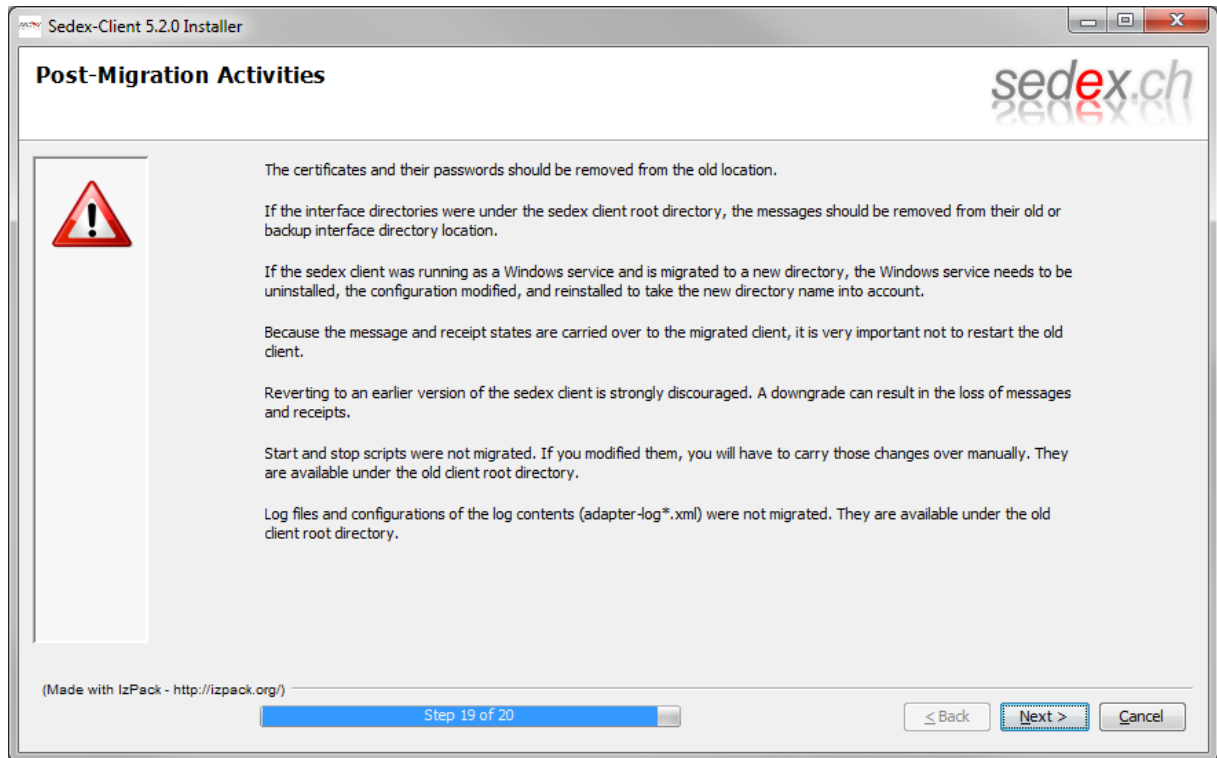 Sedex-Client 5.2.0 Installer
Post-Migration Activities
sedex.ch
The certificates and their passwords should be removed from the old location.
If the interface directories were under the sedex client root directory, the messages should be removed from their old or
backup interface directory location.
If the sedex client was running as a Windows service and is migrated to a new directory, the Windows service needs to be
uninstalled, the configuration modified, and reinstalled to take the new directory name into account.
Because the message and receipt states are carried over to the migrated client, it is very important not to restart the old
client.
Reverting to an earlier version of the sedex client is strongly discouraged. A downgrade can result in the loss of messages
and receipts.
Start and stop scripts were not migrated. If you modified them, you will have to carry those changes over manually. They
are available under the old client root directory.
Log files and configurations of the log contents (adapter-log*.xml) were not migrated. They are available under the old
client root directory.
(Made with IzPack - http://izpack.org/)
Step 19 of 20
< Back
Next >
Cancel